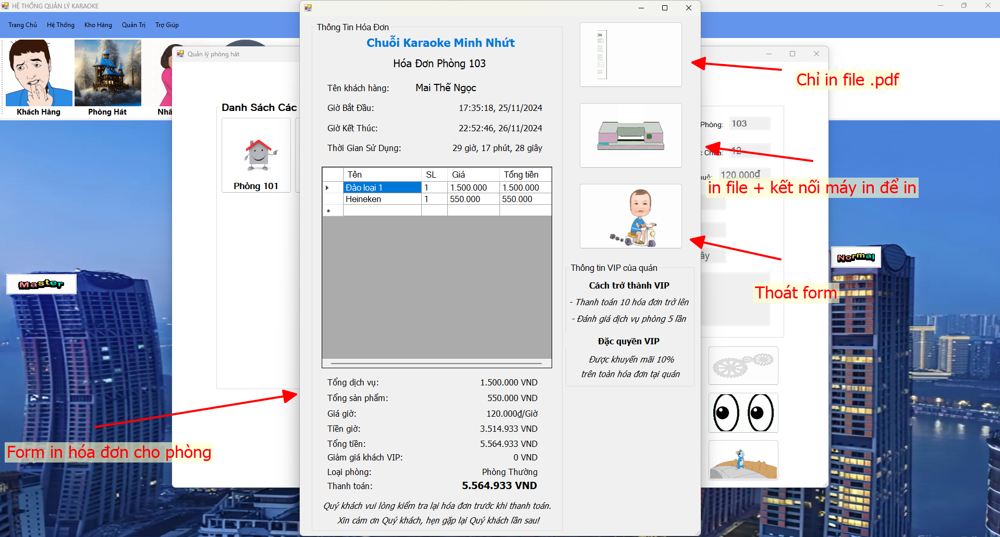 HỆ THỐNG QUẢN LÝ KARAOKE
Trang Chủ Hệ Thống Kho Hàng Quản Trị Trợ Giúp
Khách Hàng
Phòng Hát
Quản lý phòng hát
Danh Sách Các
Phòng 101
Master
Normal
Thông Tin Hóa Đơn
Chuỗi Karaoke Minh Nhứt
Hóa Đơn Phòng 103
Tên khách hàng: Mai Thế Ngọc
Giờ Bắt Đầu: 17:35:18, 25/11/2024
Giờ Kết Thúc: 22:52:46, 26/11/2024
Thời Gian Sử Dụng: 29 giờ, 17 phút, 28 giây
Tên SL Giá Tổng tiền
Đào loại 1 1 1.500.000 1.500.000
Heineken 1 550.000 550.000
Tổng dịch vụ: 1.500.000 VND
Tổng sản phẩm: 550.000 VND
Giá giờ: 120.000₫/Giờ
Tiền giờ: 3.514.933 VND
Tổng tiền: 5.564.933 VND
Giảm giá khách VIP: 0 VND
Loại phòng: Phòng Thường
Thanh toán: 5.564.933 VND
Quý khách vui lòng kiểm tra lại hóa đơn trước khi thanh toán.
Xin cảm ơn Quý khách, hẹn gặp lại Quý khách lần sau!
Thông tin VIP của quán
Cách trở thành VIP
- Thanh toán 10 hóa đơn trở lên
- Đánh giá dịch vụ phòng 5 lần
Đặc quyền VIP
Được khuyến mãi 10%
trên toàn hóa đơn tại quán
Phòng: 103
12
120.000₫
Chỉ in file .pdf
in file + kết nối máy in để in
Thoát form
Form in hóa đơn cho phòng